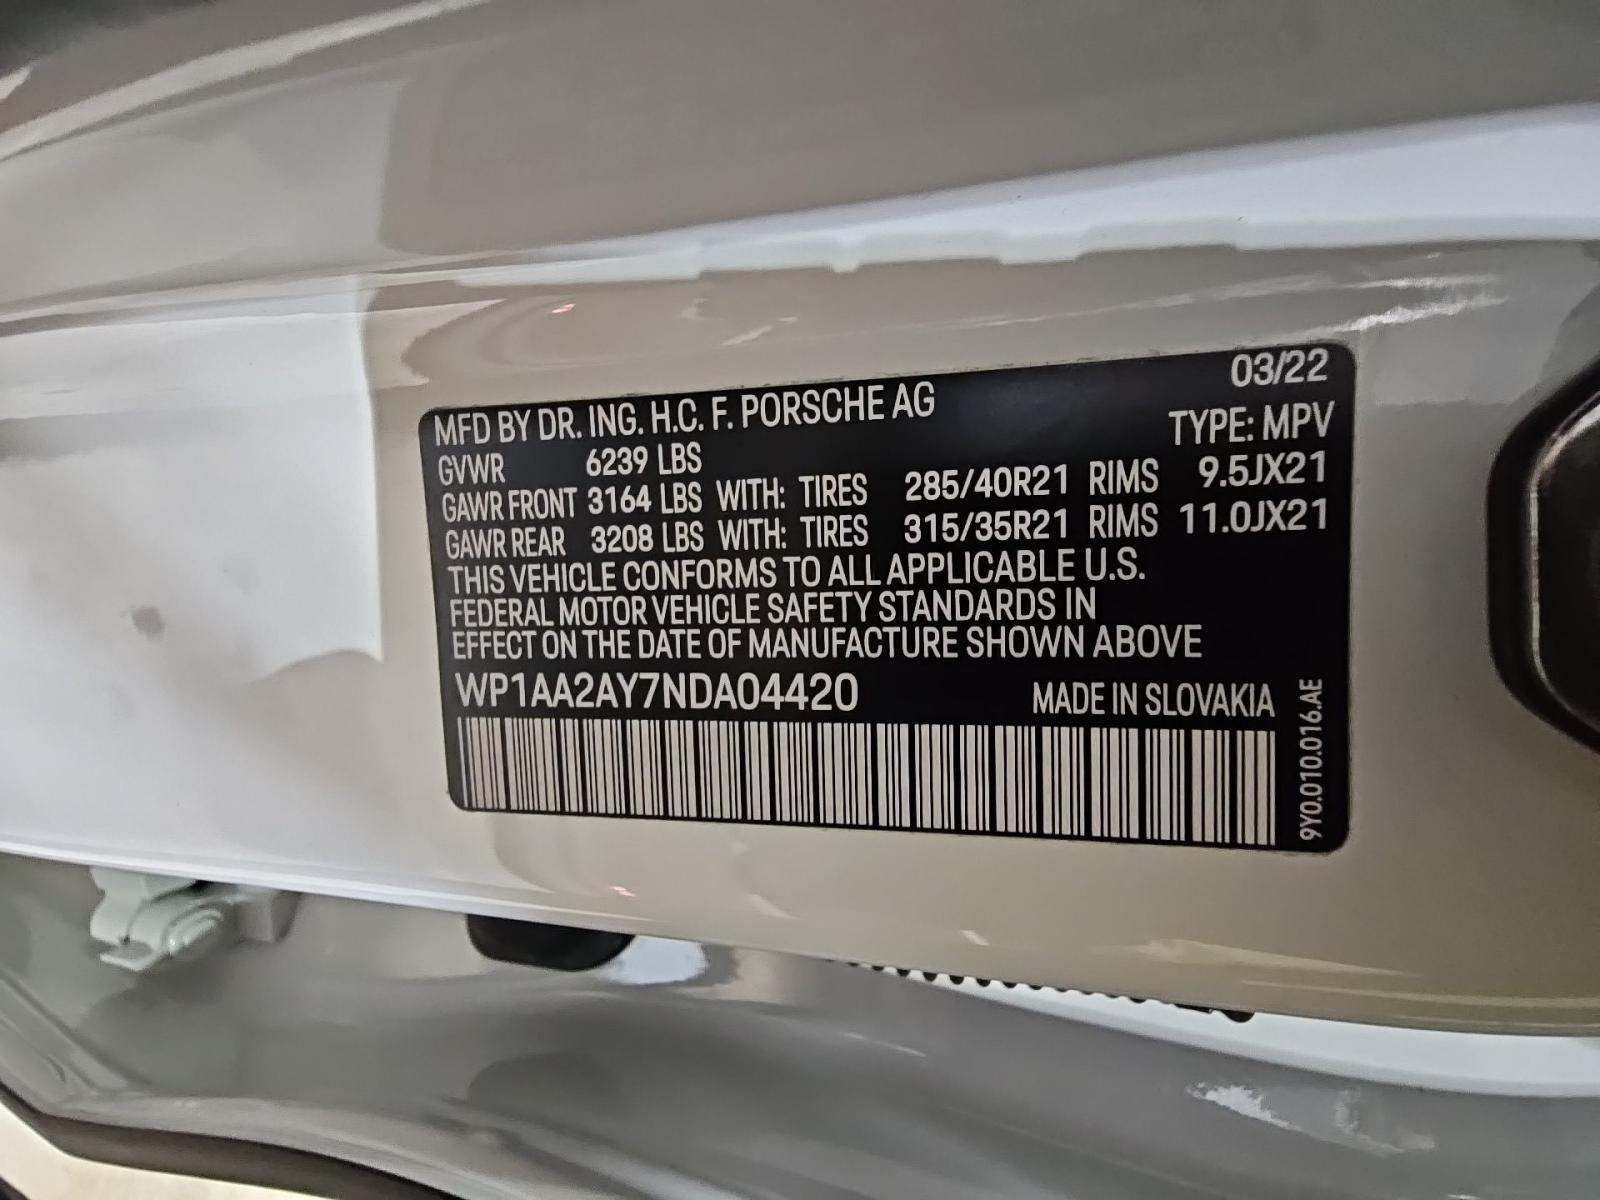 03/22
MFD BY DR. ING. H.C. F. PORSCHE AG
TYPE: MPV
GVWR 6239 LBS
GAWR FRONT 3164 LBS WITH: TIRES 285/40R21 RIMS 9.5JX21
GAWR REAR 3208 LBS WITH: TIRES 315/35R21 RIMS 11.0JX21
THIS VEHICLE CONFORMS TO ALL APPLICABLE U.S.
FEDERAL MOTOR VEHICLE SAFETY STANDARDS IN
EFFECT ON THE DATE OF MANUFACTURE SHOWN ABOVE
WP1AA2AY7NDA04420 MADE IN SLOVAKIA
9Y0.010.016.AE